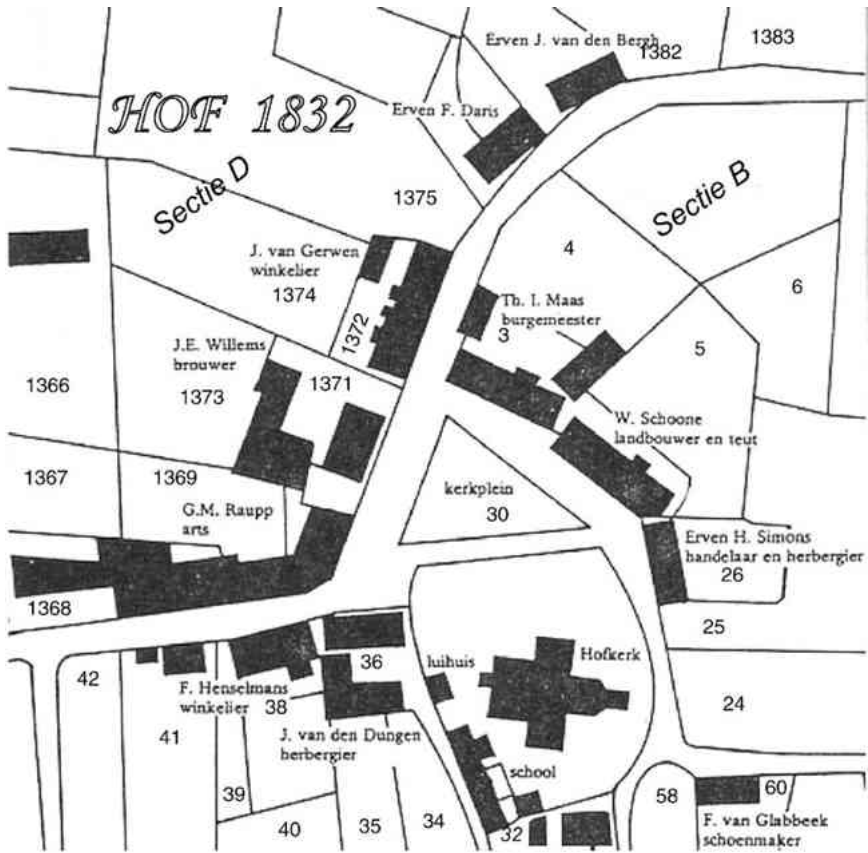 Erven J. van den Bergh
1382
1383
HOF 1832
Erven F. Daris
Sectie D
Sectie B
1375
4
J. van Gerwen
winkelier
1374
6
Th. I. Maas
burgemeester
3
1372
J.E. Willems
brouwer
1371
5
1366
1373
W. Schoone
landbouwer en teut
1367
1369
kerkplein
30
G.M. Raupp
arts
Erven H. Simons
handelaar en herbergier
26
1368
25
36
luihuis
Hofkerk
42
F. Henselmans
winkelier
38
24
41
J. van den Dungen
herbergier
school
39
58
60
40
35
34
32
F. van Glabbeek
schoenmaker